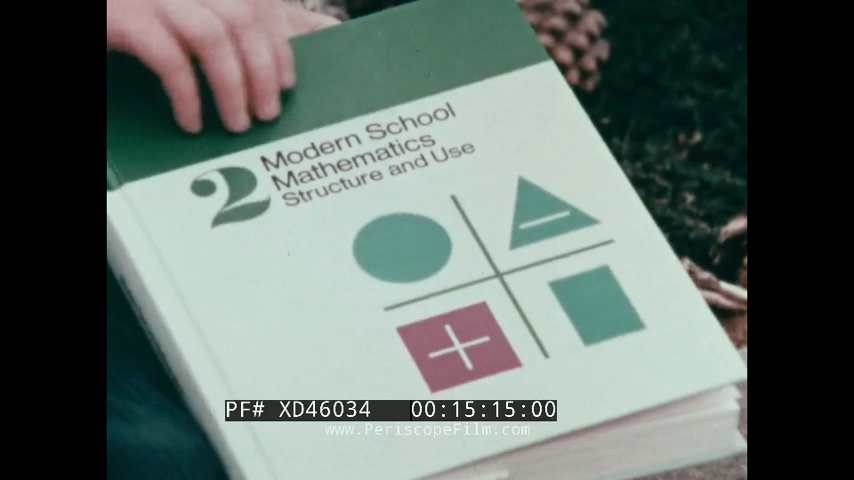 2 Modern School
Mathematics
Structure and Use
PF# XD46034 00:15:15:00
www.PeriscopeFilm.com